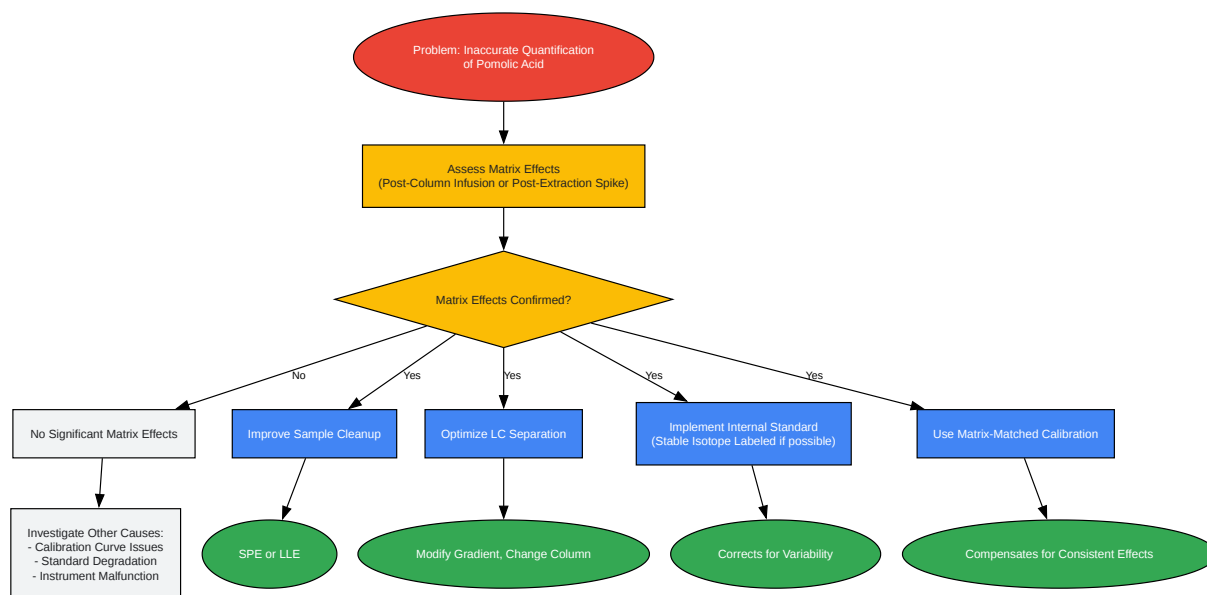 Problem: Inaccurate Quantification
of Pomolic Acid
Assess Matrix Effects
(Post-Column Infusion or Post-Extraction Spike)
Matrix Effects Confirmed?
No
Yes
Yes
Yes
Yes
No Significant Matrix Effects
Improve Sample Cleanup
Optimize LC Separation
Implement Internal Standard
(Stable Isotope Labeled if possible)
Use Matrix-Matched Calibration
Investigate Other Causes:
- Calibration Curve Issues
- Standard Degradation
- Instrument Malfunction
SPE or LLE
Modify Gradient, Change Column
Corrects for Variability
Compensates for Consistent Effects